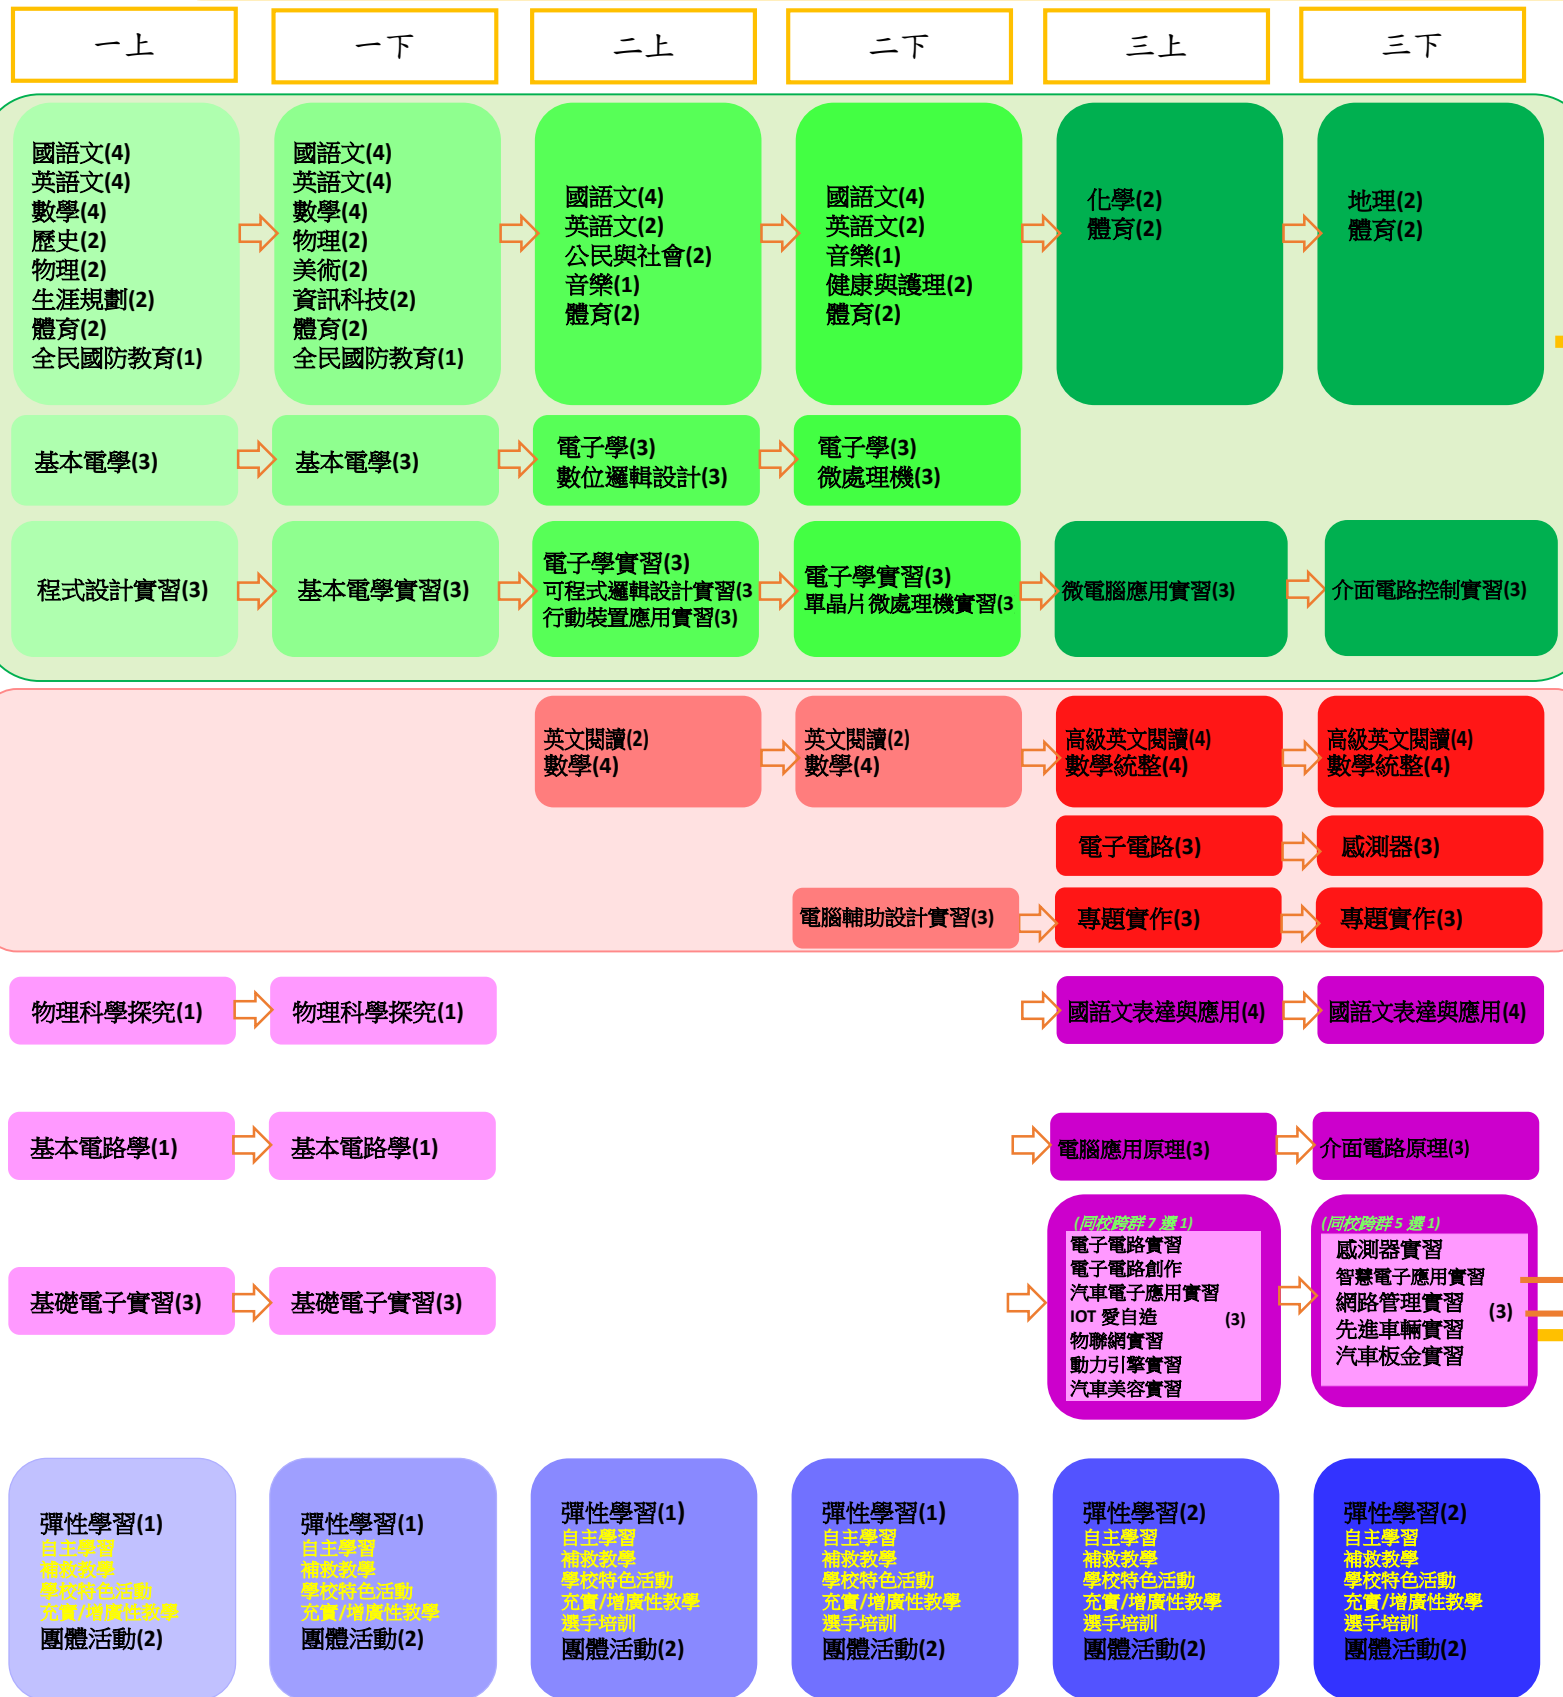 一上
一下
二上
二下
三上
三下
國語文(4)
英語文(4)
數學(4)
歷史(2)
物理(2)
生涯規劃(2)
體育(2)
全民國防教育(1)
國語文(4)
英語文(4)
數學(4)
物理(2)
美術(2)
資訊科技(2)
體育(2)
全民國防教育(1)
國語文(4)
英語文(2)
公民與社會(2)
音樂(1)
體育(2)
國語文(4)
英語文(2)
音樂(1)
健康與護理(2)
體育(2)
化學(2)
體育(2)
地理(2)
體育(2)
基本電學(3)
基本電學(3)
電子學(3)
數位邏輯設計(3)
電子學(3)
微處理機(3)
程式設計實習(3)
基本電學實習(3)
電子學實習(3)
可程式邏輯設計實習(3
行動裝置應用實習(3)
電子學實習(3)
單晶片微處理機實習(3
微電腦應用實習(3)
介面電路控制實習(3)
英文閱讀(2)
數學(4)
英文閱讀(2)
數學(4)
高級英文閱讀(4)
數學統整(4)
高級英文閱讀(4)
數學統整(4)
電子電路(3)
感測器(3)
電腦輔助設計實習(3)
專題實作(3)
專題實作(3)
物理科學探究(1)
物理科學探究(1)
國語文表達與應用(4)
國語文表達與應用(4)
基本電路學(1)
基本電路學(1)
電腦應用原理(3)
介面電路原理(3)
基礎電子實習(3)
基礎電子實習(3)
(同校跨群 7 選 1)
電子電路實習
電子電路創作
汽車電子應用實習
IOT 愛自造 (3)
物聯網實習
動力引擎實習
汽車美容實習
(同校跨群 5 選 1)
感測器實習
智慧電子應用實習
網路管理實習 (3)
先進車輛實習
汽車板金實習
彈性學習(1)
自主學習
補救教學
學校特色活動
充實/增廣性教學
團體活動(2)
彈性學習(1)
自主學習
補救教學
學校特色活動
充實/增廣性教學
團體活動(2)
彈性學習(1)
自主學習
補救教學
學校特色活動
充實/增廣性教學
選手培訓
團體活動(2)
彈性學習(1)
自主學習
補救教學
學校特色活動
充實/增廣性教學
選手培訓
團體活動(2)
彈性學習(2)
自主學習
補救教學
學校特色活動
充實/增廣性教學
選手培訓
團體活動(2)
彈性學習(2)
自主學習
補救教學
學校特色活動
充實/增廣性教學
選手培訓
團體活動(2)